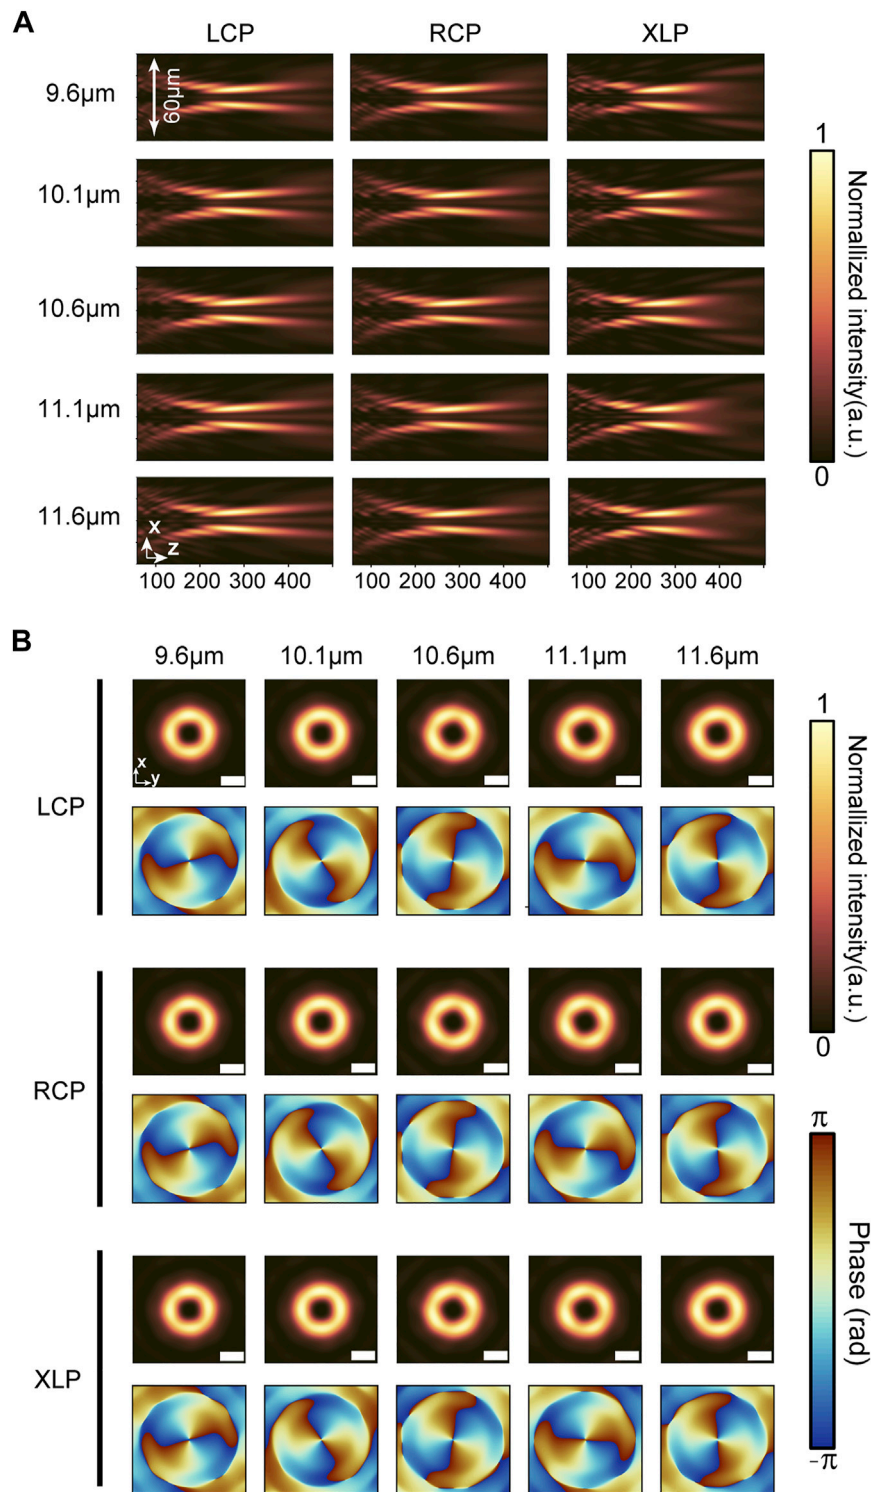 A
LCP RCP XLP
9.6μm
60μm
10.1μm
10.6μm
11.1μm
11.6μm
x
z
100 200 300 400 100 200 300 400 100 200 300 400
1
Normallized intensity(a.u.)
0
B
9.6μm 10.1μm 10.6μm 11.1μm 11.6μm
x
y
LCP
RCP
XLP
1
Normallized intensity(a.u.)
0
π
Phase (rad)
-π